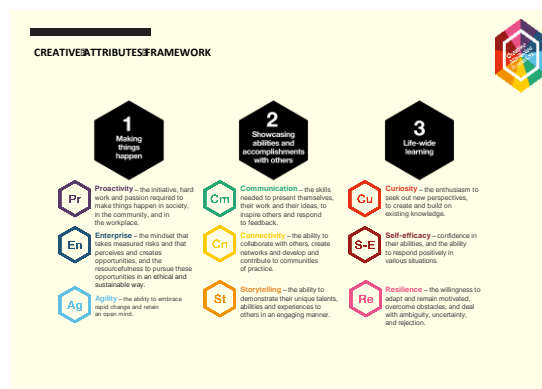 CREATIVE ATTRIBUTES FRAMEWORK
1
Making
things
happen
2
Showcasing
abilities and
accomplishments
with others
3
Life-wide
learning
Pr
Proactivity – the initiative, hard
work and passion required to
make things happen in society,
in the community, and in
the workplace.
En
Enterprise – the mindset that
takes measured risks and that
perceives and creates
opportunities, and the
resourcefulness to pursue these
opportunities in an ethical and
sustainable way.
Ag
Agility – the ability to embrace
rapid change and retain
an open mind.
Cm
Communication – the skills
needed to present themselves,
their work and their ideas, to
inspire others and respond
to feedback.
Cn
Connectivity – the ability to
collaborate with others, create
networks and develop and
contribute to communities
of practice.
St
Storytelling – the ability to
demonstrate their unique talents,
abilities and experiences to
others in an engaging manner.
Cu
Curiosity – the enthusiasm to
seek out new perspectives,
to create and build on
existing knowledge.
S-E
Self-efficacy – confidence in
their abilities, and the ability
to respond positively in
various situations.
Re
Resilience – the willingness to
adapt and remain motivated,
overcome obstacles, and deal
with ambiguity, uncertainty,
and rejection.